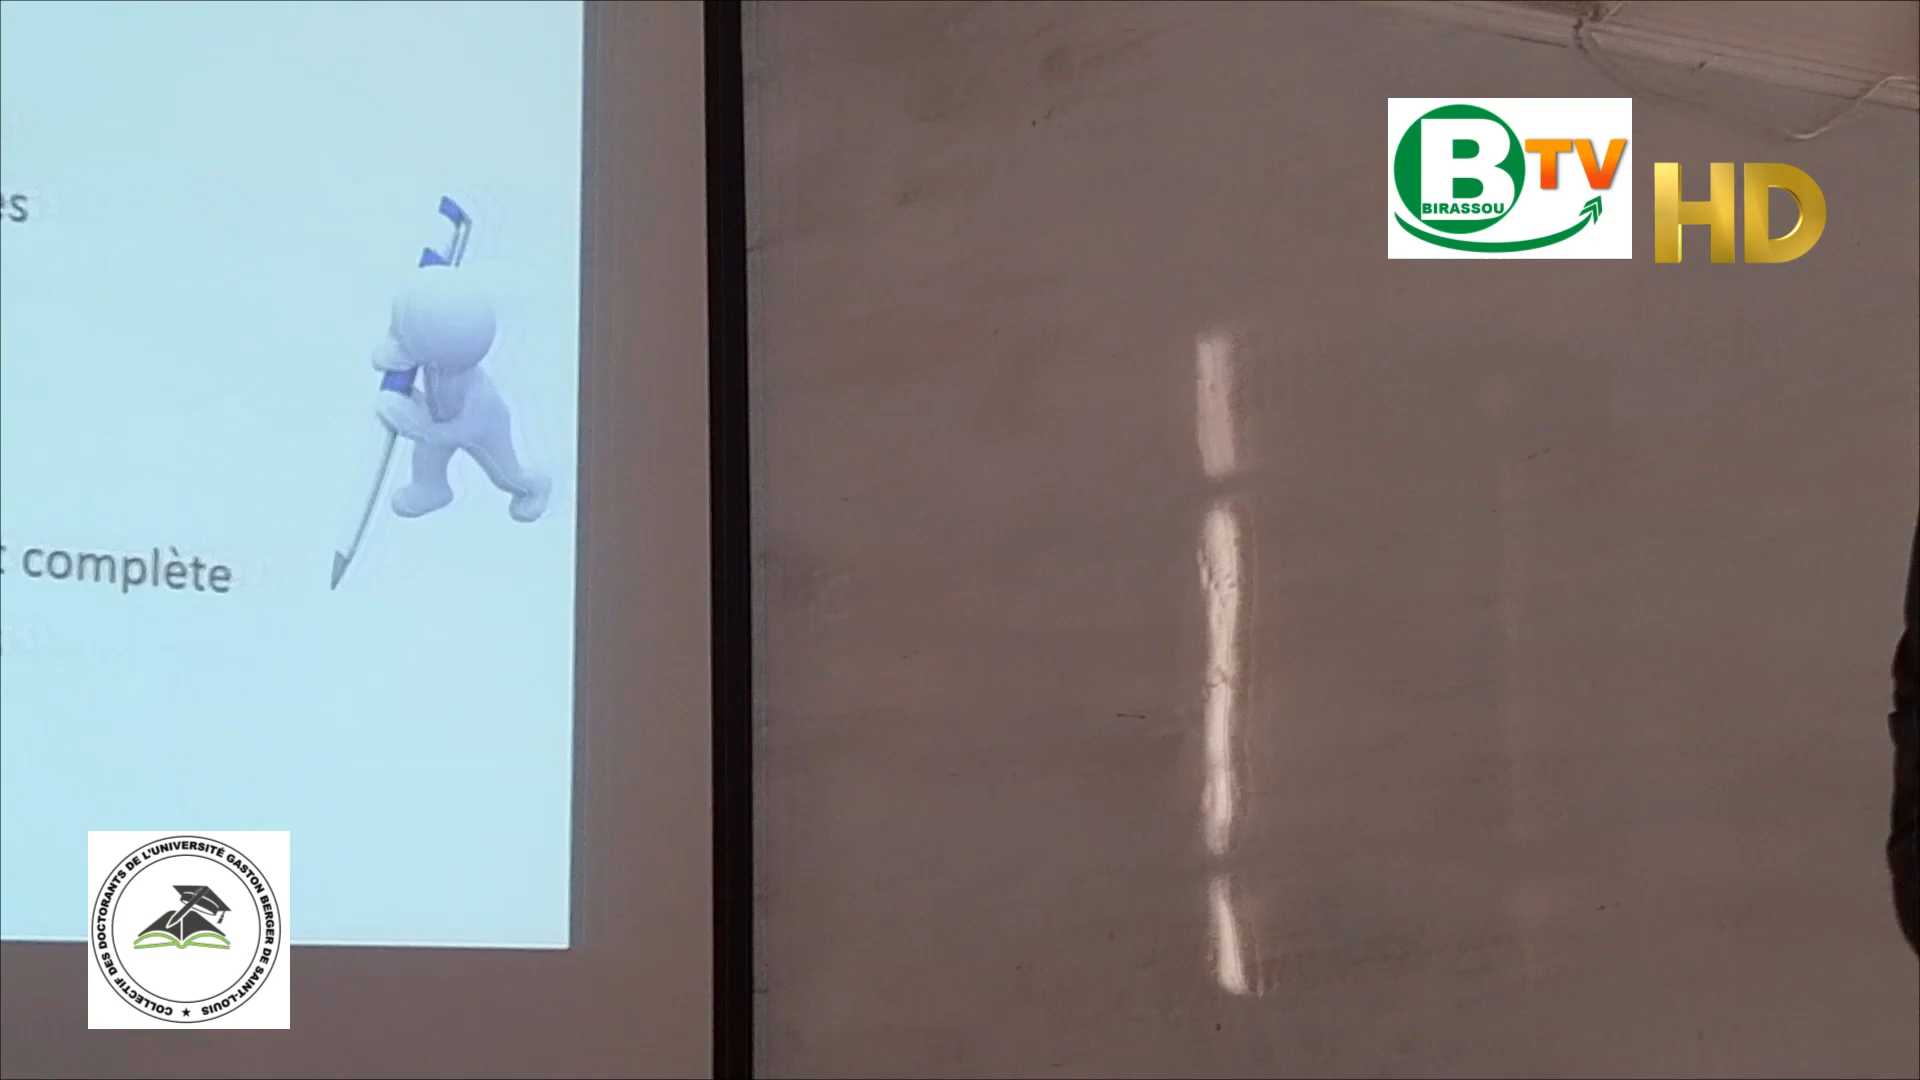 B TV
BIRASSOU
HD
es
complète
COLLECTIF DES DOCTORANTS DE L'UNIVERSITÉ GASTON BERGER DE SAINT-LOUIS ★